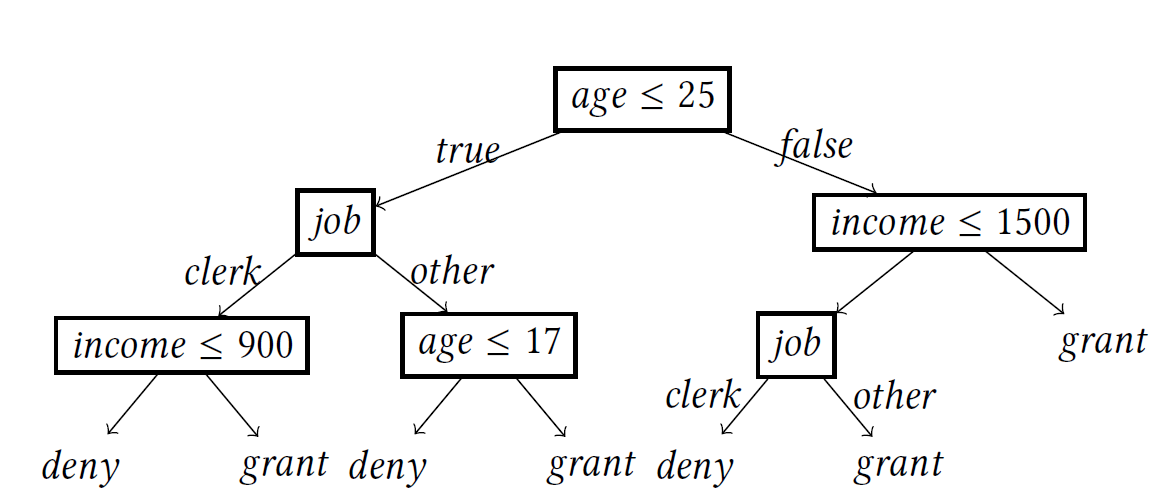 age ≤ 25
true
false
job
income ≤ 1500
clerk
other
income ≤ 900
age ≤ 17
job
grant
clerk
other
deny
grant
deny
grant
deny
grant